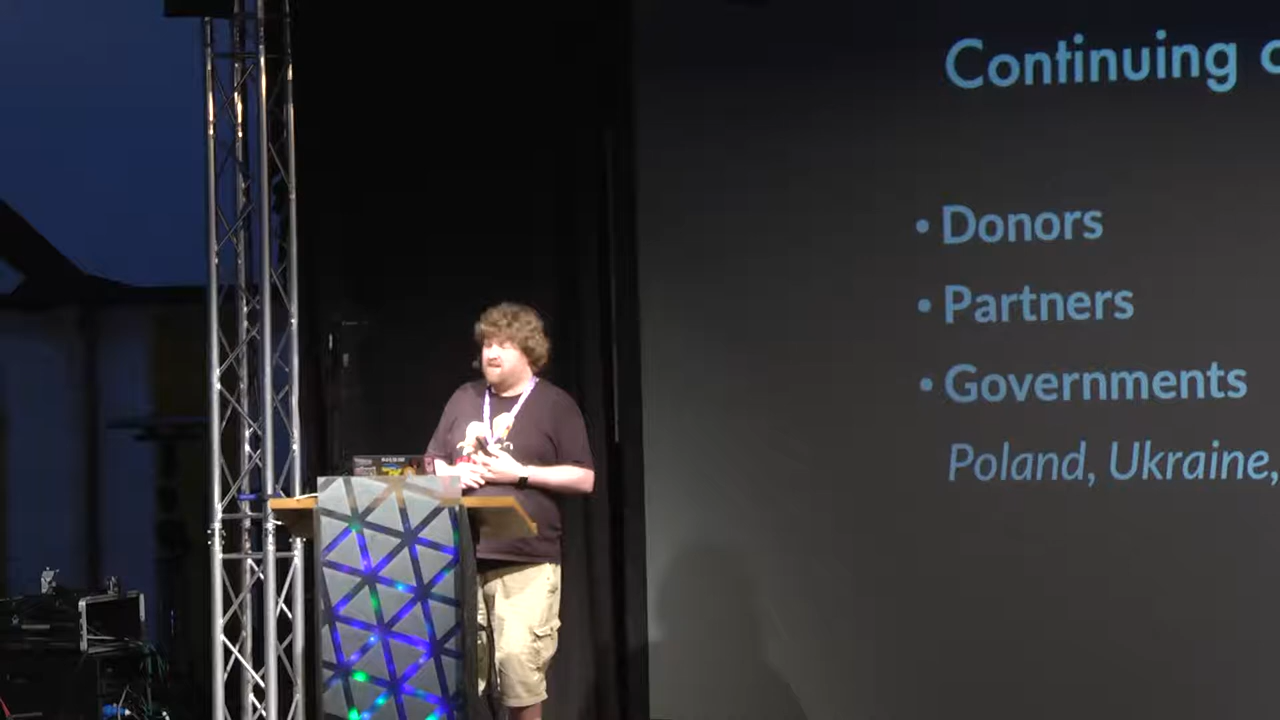 Continuing
• Donors
• Partners
• Governments
Poland, Ukraine,